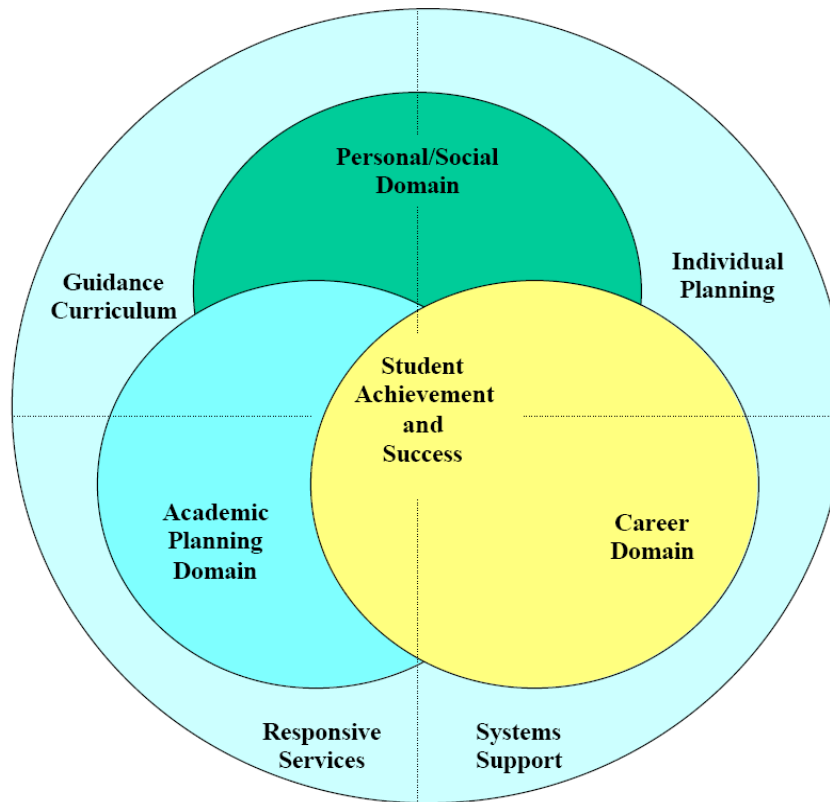 Personal/Social
Domain
Guidance
Curriculum
Individual
Planning
Student
Achievement
and
Success
Academic
Planning
Domain
Career
Domain
Responsive
Services
Systems
Support